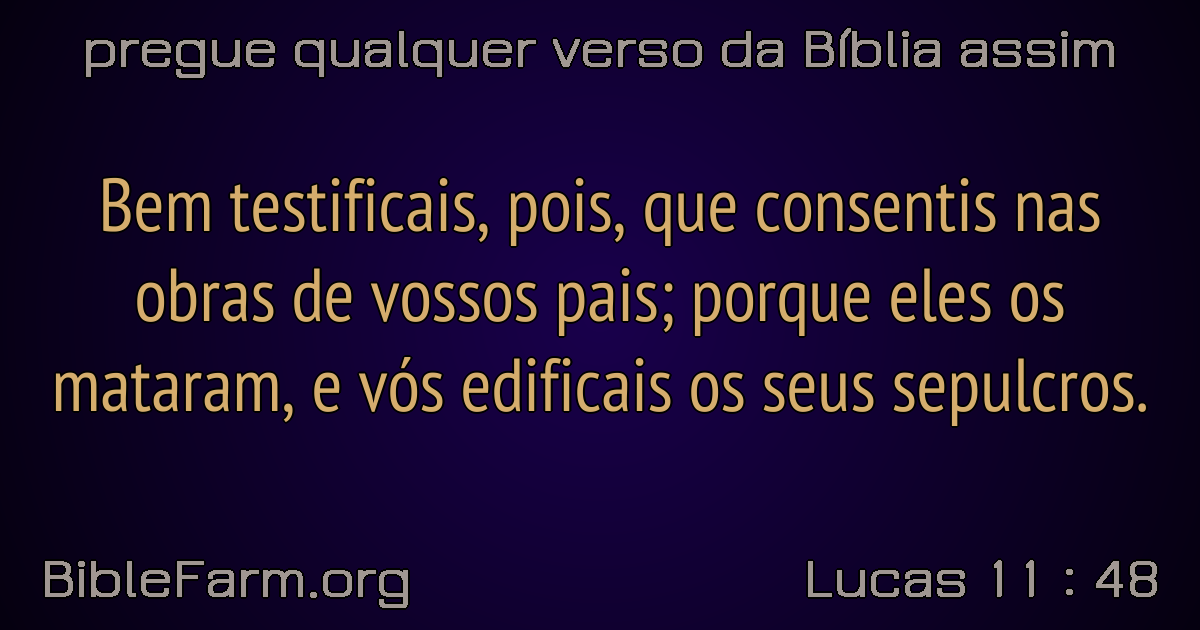 pregue qualquer verso da Bíblia assim
Bem testificais, pois, que consentis nas
obras de vossos pais; porque eles os
mataram, e vós edificais os seus sepulcros.
BibleFarm.org
Lucas 11 : 48